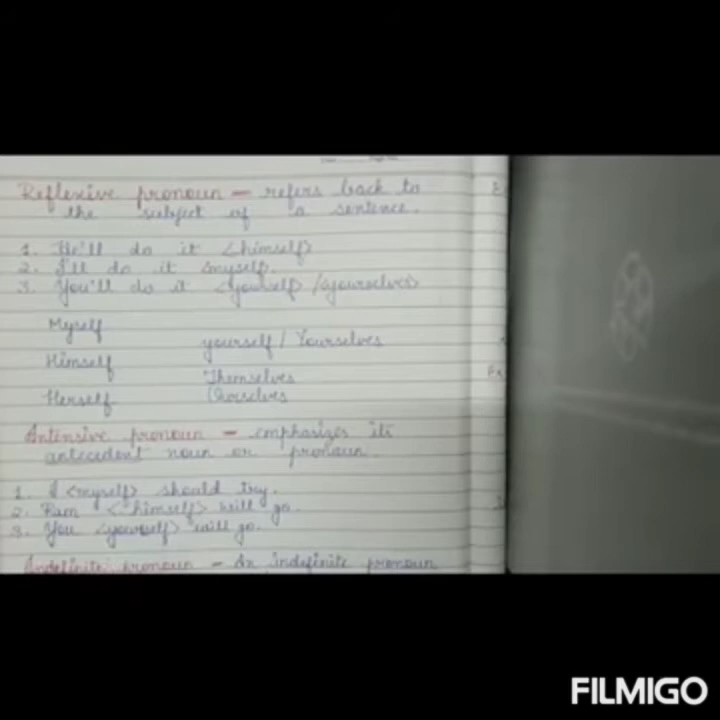 Reflexive pronoun – refers back to
the subject of a sentence.
1. He'll do it <himself>
2. I'll do it <myself>.
3. You'll do it <yourself>/<yourselves>
Myself
yourself/Yourselves
Himself
Themselves
Herself
Ourselves
Intensive pronoun – emphasizes its
antecedent noun or pronoun.
1. I <myself> should try.
2. Ram <himself> will go.
3. You <yourself> will go.
Indefinite pronoun – An indefinite pronoun
FILMIGO